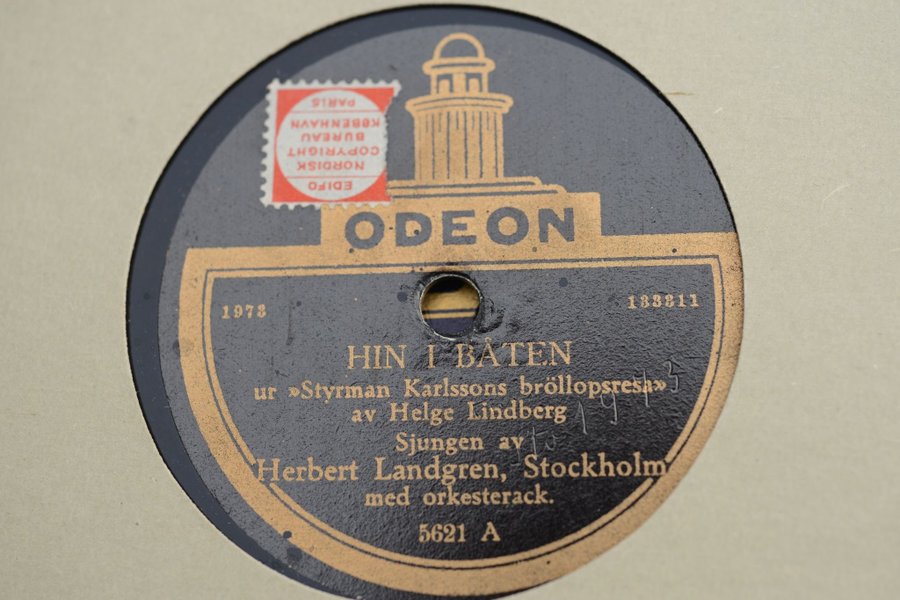 EDIFO
NORDISK
COPYRIGHT
BUREAU
KØBENHAVN
PARIS
ODEON
1973
133311
HIN I BÅTEN
ur »Styrman Karlssons bröllopsresa»
av Helge Lindberg
Sjungen av
Herbert Landgren, Stockholm
med orkesterack.
5621 A